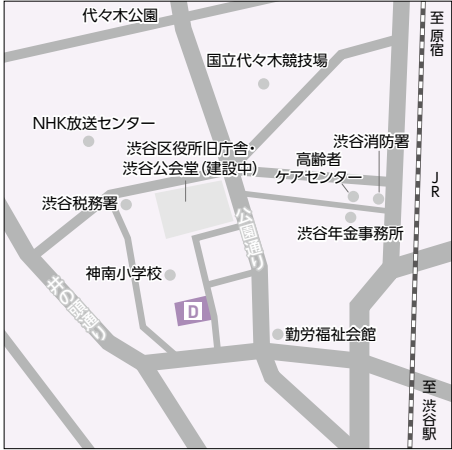 代々木公園
至 原宿
国立代々木競技場
NHK放送センター
渋谷区役所旧庁舎・
渋谷公会堂（建設中）
渋谷消防署
高齢者
ケアセンター
JR
渋谷税務署
公園通り
渋谷年金事務所
神南小学校
井の頭通り
D
勤労福祉会館
至 渋谷駅